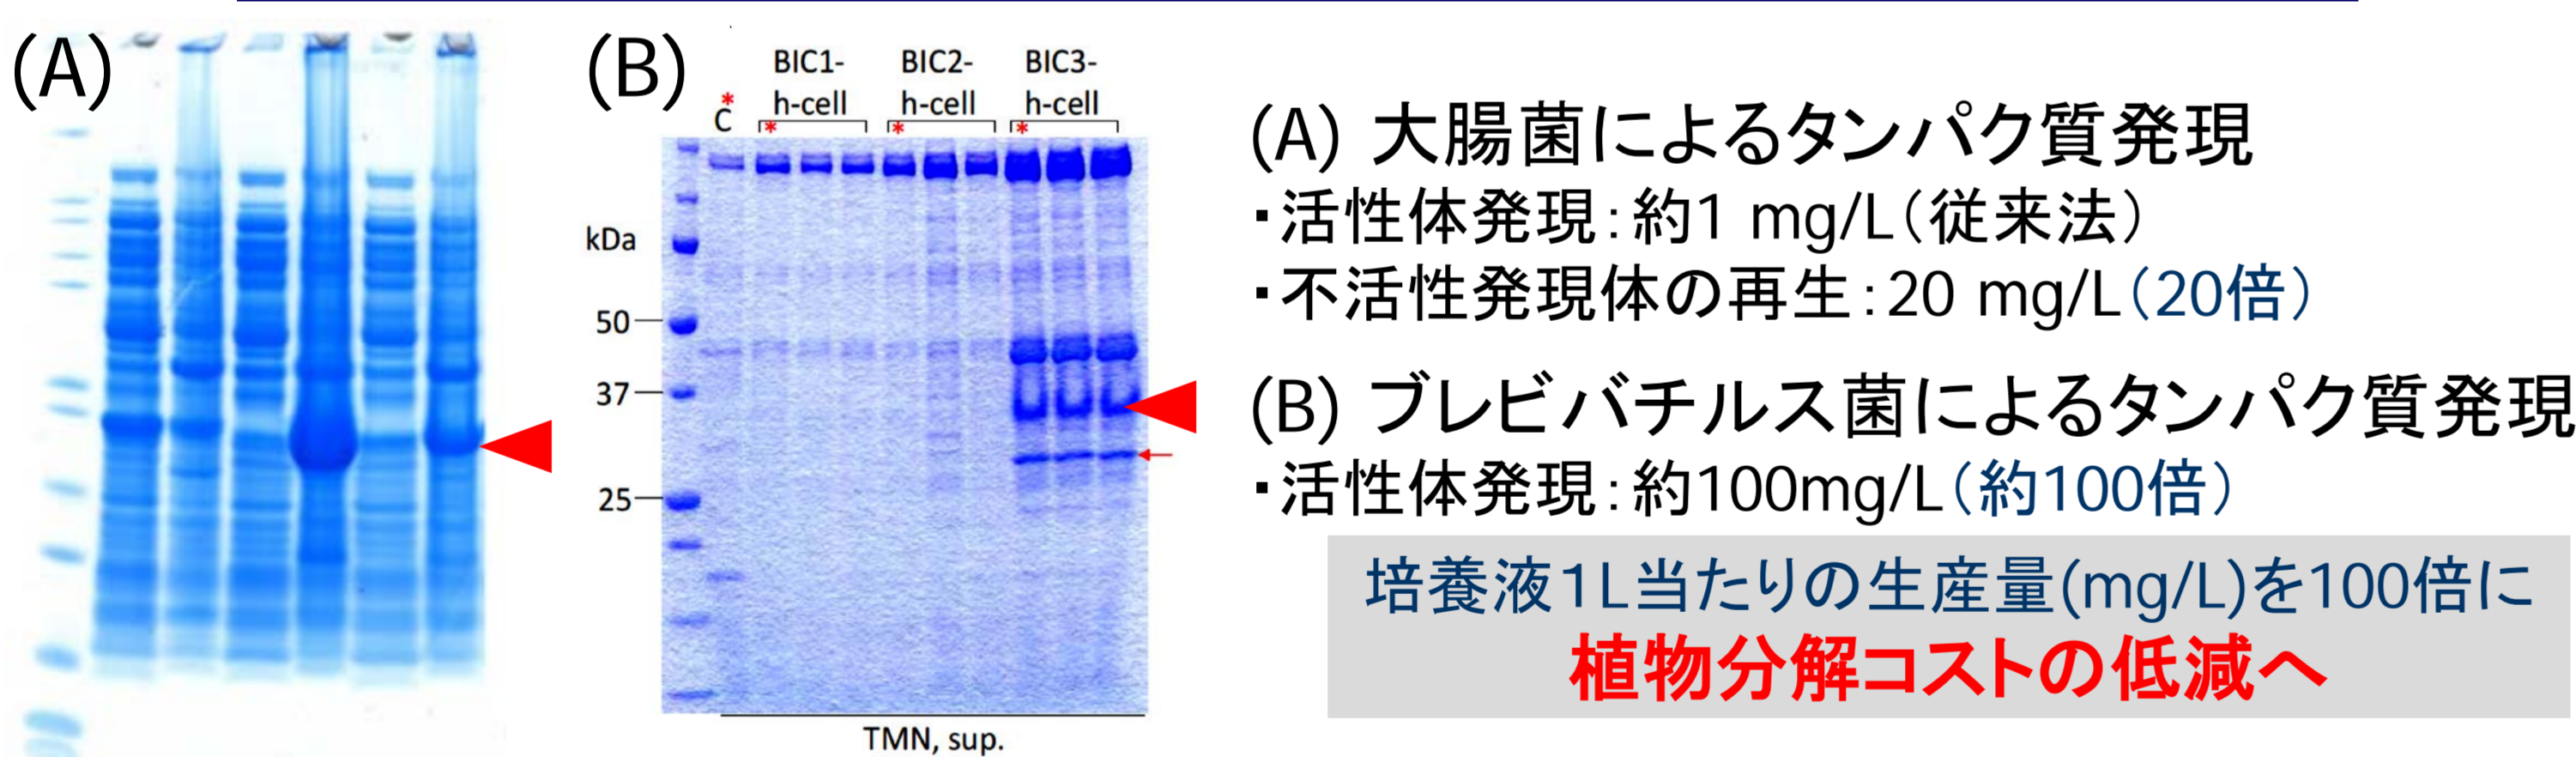 (A)
(B)
BIC1-
h-cell
BIC2-
h-cell
BIC3-
h-cell
*
C
*
*
*
kDa
50
37
25
TMN, sup.
(A) 大腸菌によるタンパク質発現
・活性体発現：約1 mg/L（従来法）
・不活性発現体の再生：20 mg/L（20倍）
(B) ブレビバチルス菌によるタンパク質発現
・活性体発現：約100mg/L（約100倍）
培養液1L当たりの生産量(mg/L)を100倍に
植物分解コストの低減へ